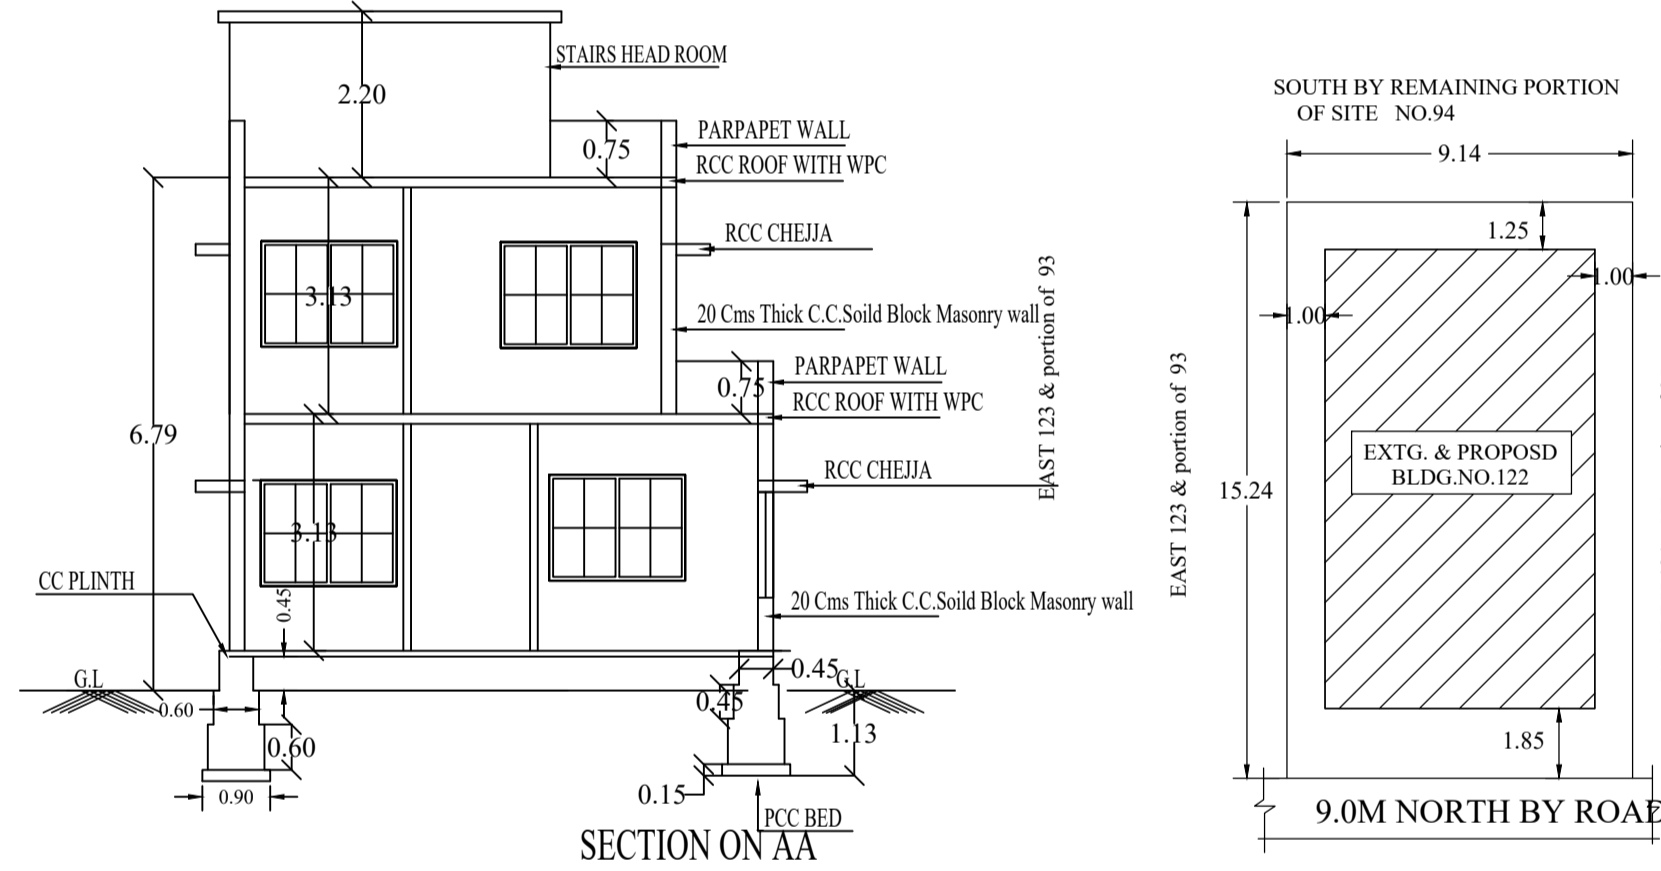 STAIRS HEAD ROOM
2.20
PARPAPET WALL
0.75
RCC ROOF WITH WPC
RCC CHEJJA
3.13
20 Cms Thick C.C.Soild Block Masonry wall
PARPAPET WALL
0.75
RCC ROOF WITH WPC
6.79
RCC CHEJJA
3.13
CC PLINTH
0.45
20 Cms Thick C.C.Soild Block Masonry wall
EAST 123 & portion of 93
0.45
G.L
G.L
0.60
0.45
0.60
1.13
0.90
0.15
PCC BED
SECTION ON AA
SOUTH BY REMAINING PORTION
OF SITE NO.94
9.14
1.25
1.00
1.00
EAST 123 & portion of 93
15.24
EXTG. & PROPOSD
BLDG.NO.122
1.85
9.0M NORTH BY ROAD